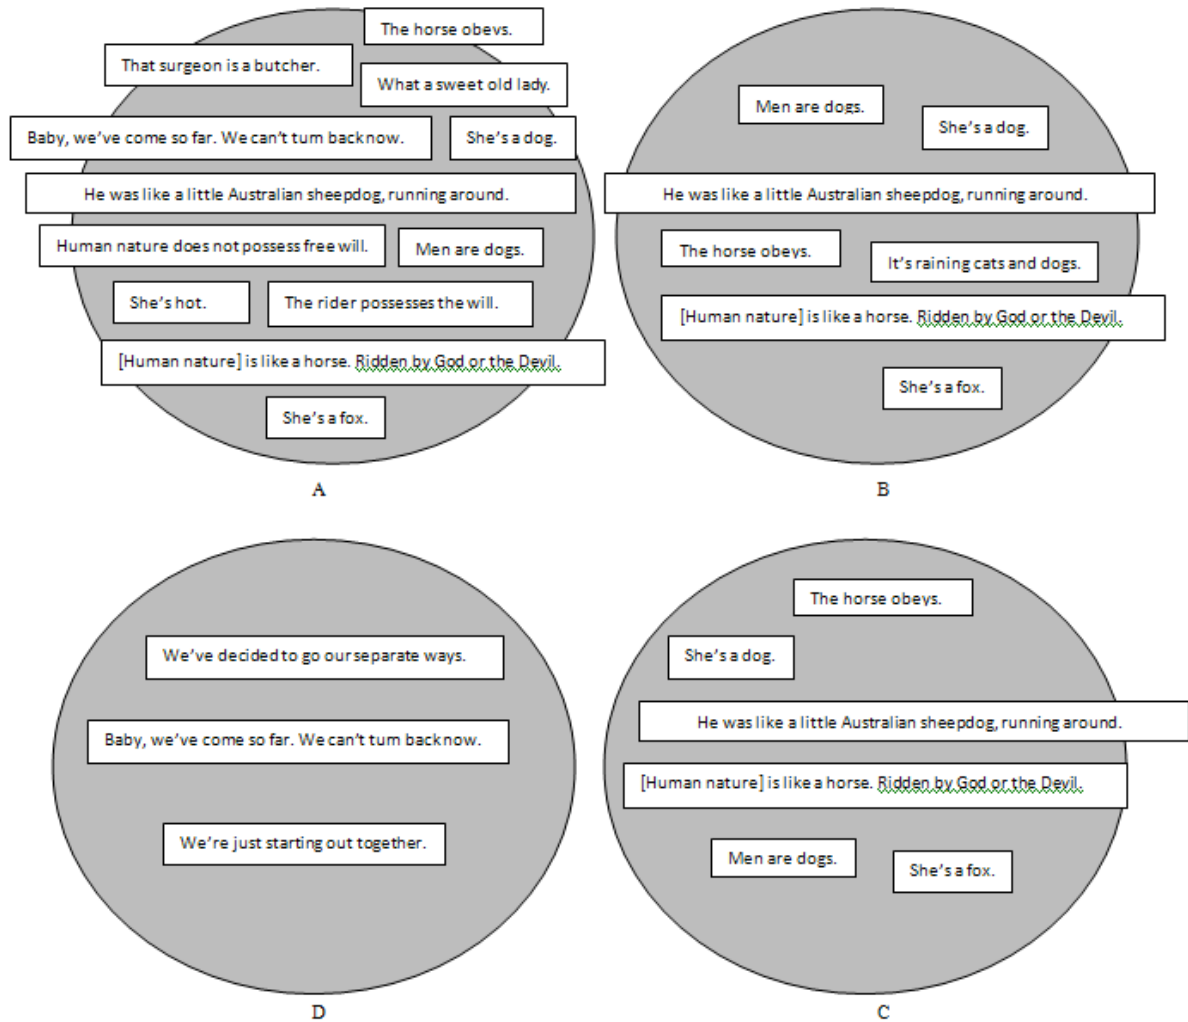 The horse obeys.
That surgeon is a butcher.
What a sweet old lady.
Baby, we've come so far. We can't turn back now.
She's a dog.
He was like a little Australian sheepdog, running around.
Human nature does not possess free will.
Men are dogs.
She's hot.
The rider possesses the will.
[Human nature] is like a horse. Ridden by God or the Devil.
She's a fox.
A
Men are dogs.
She's a dog.
He was like a little Australian sheepdog, running around.
The horse obeys.
It's raining cats and dogs.
[Human nature] is like a horse. Ridden by God or the Devil.
She's a fox.
B
We've decided to go our separate ways.
Baby, we've come so far. We can't turn back now.
We're just starting out together.
D
The horse obeys.
She's a dog.
He was like a little Australian sheepdog, running around.
[Human nature] is like a horse. Ridden by God or the Devil.
Men are dogs.
She's a fox.
C